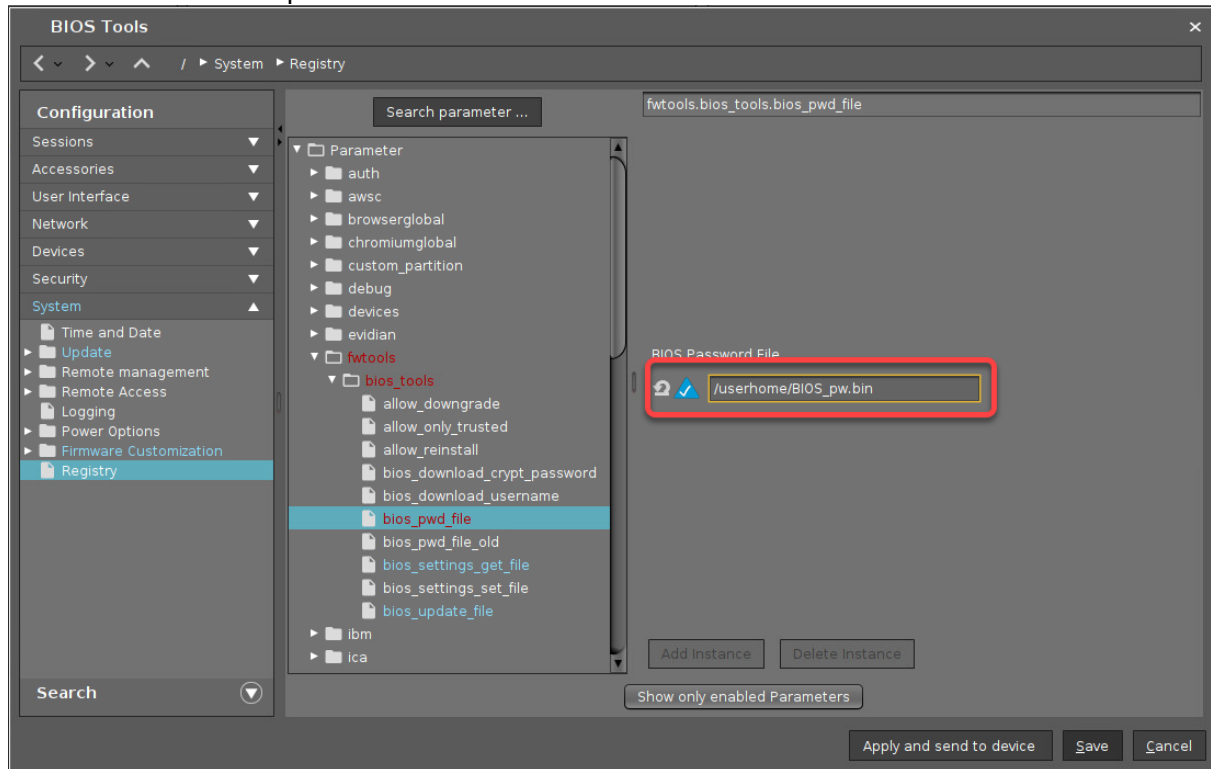 BIOS Tools
/ System Registry
Configuration
Sessions
Accessories
User Interface
Network
Devices
Security
System
Time and Date
Update
Remote management
Remote Access
Logging
Power Options
Firmware Customization
Registry
Search
Search parameter ...
Parameter
auth
awsc
browserglobal
chromiumglobal
custom_partition
debug
devices
evidian
fwtools
bios_tools
allow_downgrade
allow_only_trusted
allow_reinstall
bios_download_crypt_password
bios_download_username
bios_pwd_file
bios_pwd_file_old
bios_settings_get_file
bios_settings_set_file
bios_update_file
ibm
ica
fwtools.bios_tools.bios_pwd_file
BIOS Password File
/userhome/BIOS_pw.bin
Add Instance Delete Instance
Show only enabled Parameters
Apply and send to device Save Cancel